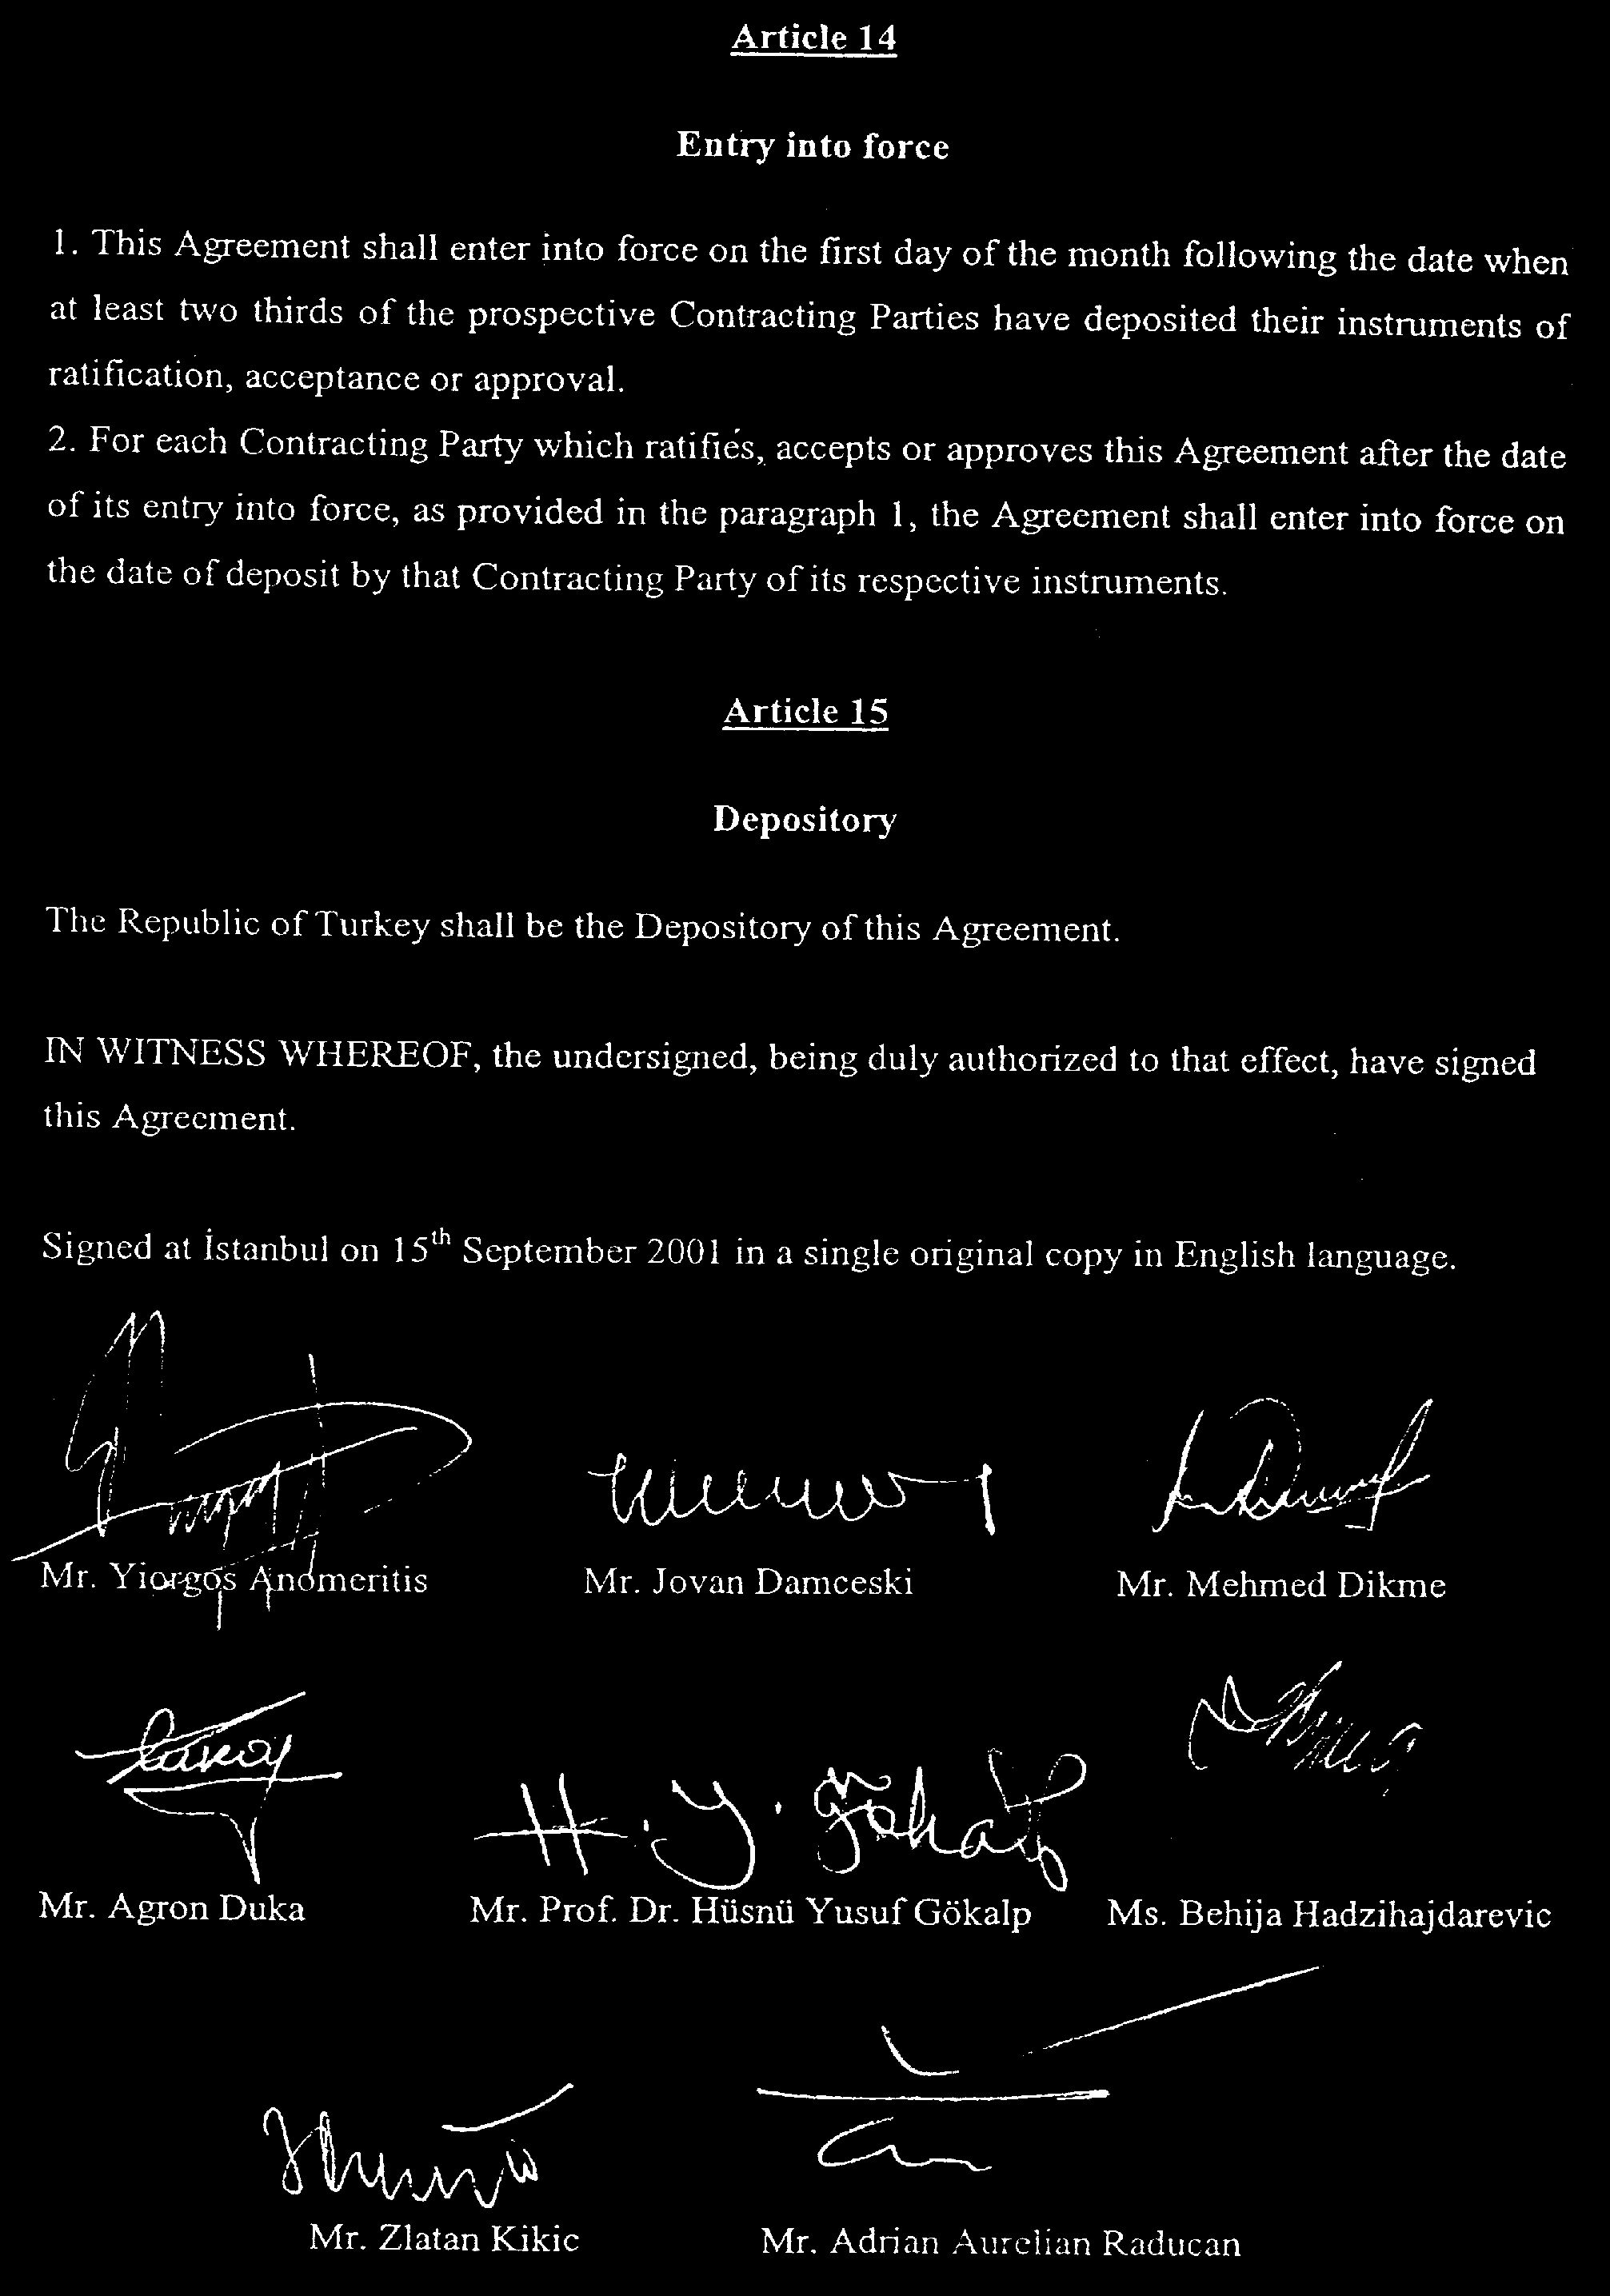 Article 14
Entry into force
1. This Agreement shall enter into force on the first day of the month following the date when
at least two thirds of the prospective Contracting Parties have deposited their instruments of
ratification, acceptance or approval.
2. For each Contracting Party which ratifies, accepts or approves this Agreement after the date
of its entry into force, as provided in the paragraph 1, the Agreement shall enter into force on
the date of deposit by that Contracting Party of its respective instruments.
Article 15
Depository
The Republic of Turkey shall be the Depository of this Agreement.
IN WITNESS WHEREOF, the undersigned, being duly authorized to that effect, have signed
this Agreement.
Signed at İstanbul on 15th September 2001 in a single original copy in English language.
Mr. Yiorgos Anomeritis Mr. Jovan Damceski Mr. Mehmed Dikme
H. Y. Gökalp
Mr. Agron Duka Mr. Prof. Dr. Hüsnü Yusuf Gökalp Ms. Behija Hadzihajdarevic
Mr. Zlatan Kikic Mr. Adrian Aurelian Raducan